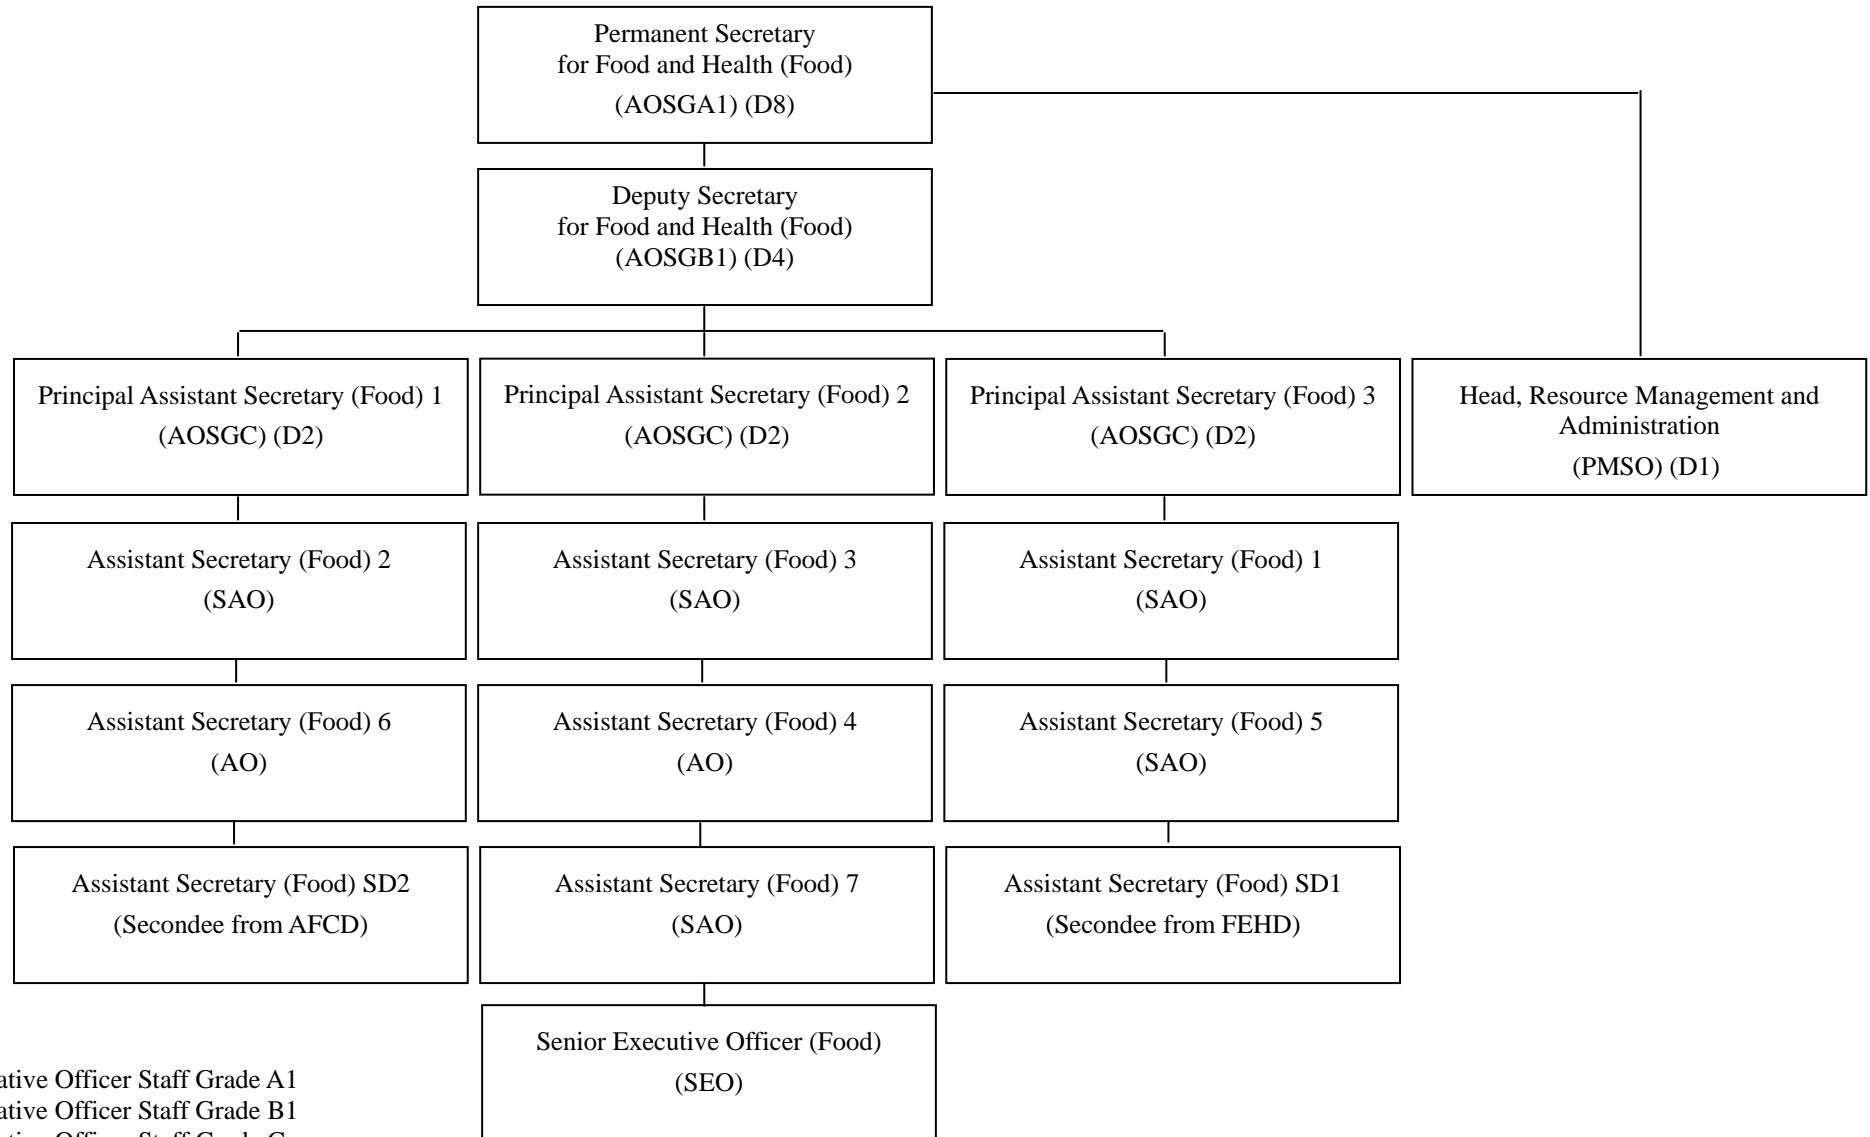 Permanent Secretary
for Food and Health (Food)
(AOSGA1) (D8)
Deputy Secretary
for Food and Health (Food)
(AOSGB1) (D4)
Principal Assistant Secretary (Food) 1
(AOSGC) (D2)
Principal Assistant Secretary (Food) 2
(AOSGC) (D2)
Principal Assistant Secretary (Food) 3
(AOSGC) (D2)
Head, Resource Management and
Administration
(PMSO) (D1)
Assistant Secretary (Food) 2
(SAO)
Assistant Secretary (Food) 3
(SAO)
Assistant Secretary (Food) 1
(SAO)
Assistant Secretary (Food) 6
(AO)
Assistant Secretary (Food) 4
(AO)
Assistant Secretary (Food) 5
(SAO)
Assistant Secretary (Food) SD2
(Secondee from AFCD)
Assistant Secretary (Food) 7
(SAO)
Assistant Secretary (Food) SD1
(Secondee from FEHD)
Senior Executive Officer (Food)
(SEO)
Officer Staff Grade A1
Officer Staff Grade B1